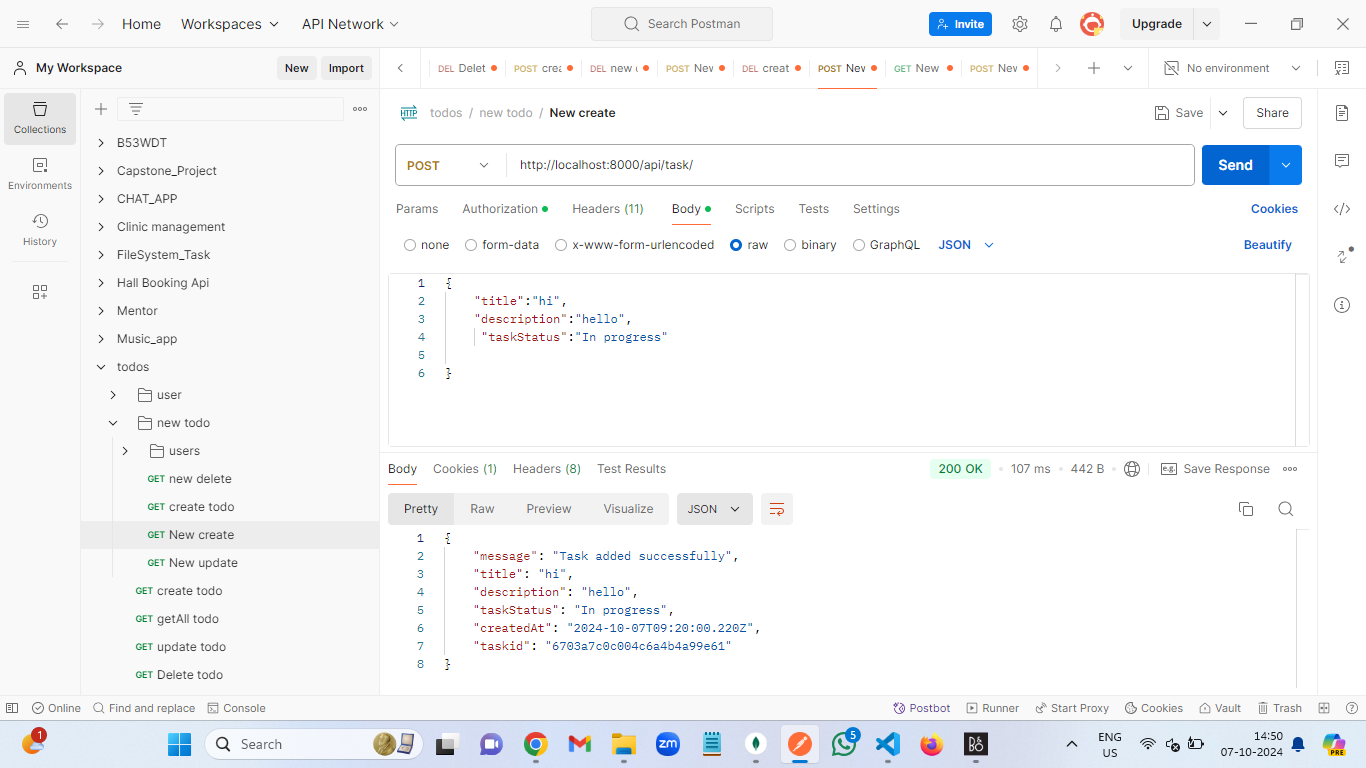 Home
Workspaces
API Network
Search Postman
Invite
Upgrade
My Workspace
New
Import
DEL Delet
POST crea
DEL new c
POST Nev
DEL creat
POST Nev
GET New
POST Nev
No environment
Collections
Environments
History
B53WDT
Capstone_Project
CHAT_APP
Clinic management
FileSystem_Task
Hall Booking Api
Mentor
Music_app
todos
user
new todo
users
GET new delete
GET create todo
GET New create
GET New update
GET create todo
GET getAll todo
GET update todo
GET Delete todo
HTTP todos / new todo / New create
Save
Share
POST
http://localhost:8000/api/task/
Send
Params
Authorization
Headers (11)
Body
Scripts
Tests
Settings
Cookies
none
form-data
x-www-form-urlencoded
raw
binary
GraphQL
JSON
Beautify
1 {
2 "title":"hi",
3 "description":"hello",
4 "taskStatus":"In progress"
5
6 }
Body
Cookies (1)
Headers (8)
Test Results
200 OK
107 ms
442 B
e.g. Save Response
Pretty
Raw
Preview
Visualize
JSON
1 {
2 "message": "Task added successfully",
3 "title": "hi",
4 "description": "hello",
5 "taskStatus": "In progress",
6 "createdAt": "2024-10-07T09:20:00.220Z",
7 "taskid": "6703a7c0c004c6a4b4a99e61"
8 }
Online
Find and replace
Console
Postbot
Runner
Start Proxy
Cookies
Vault
Trash
1
Search
zm
5
B&BO
ENG
US
14:50
07-10-2024
PRE